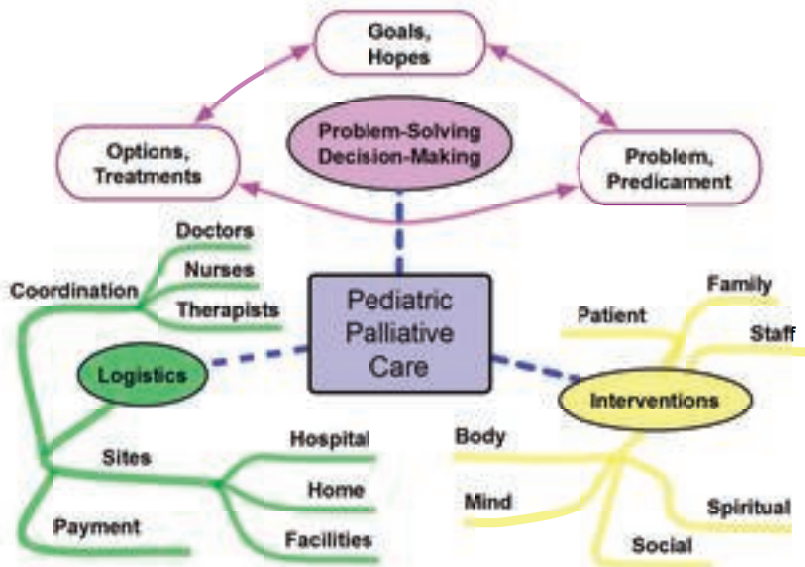 Goals,
Hopes
Problem-Solving
Decision-Making
Options,
Treatments
Problem,
Predicament
Doctors
Nurses
Therapists
Coordination
Pediatric
Palliative
Care
Family
Patient
Staff
Logistics
Interventions
Hospital
Sites
Home
Payment
Facilities
Body
Mind
Spiritual
Social